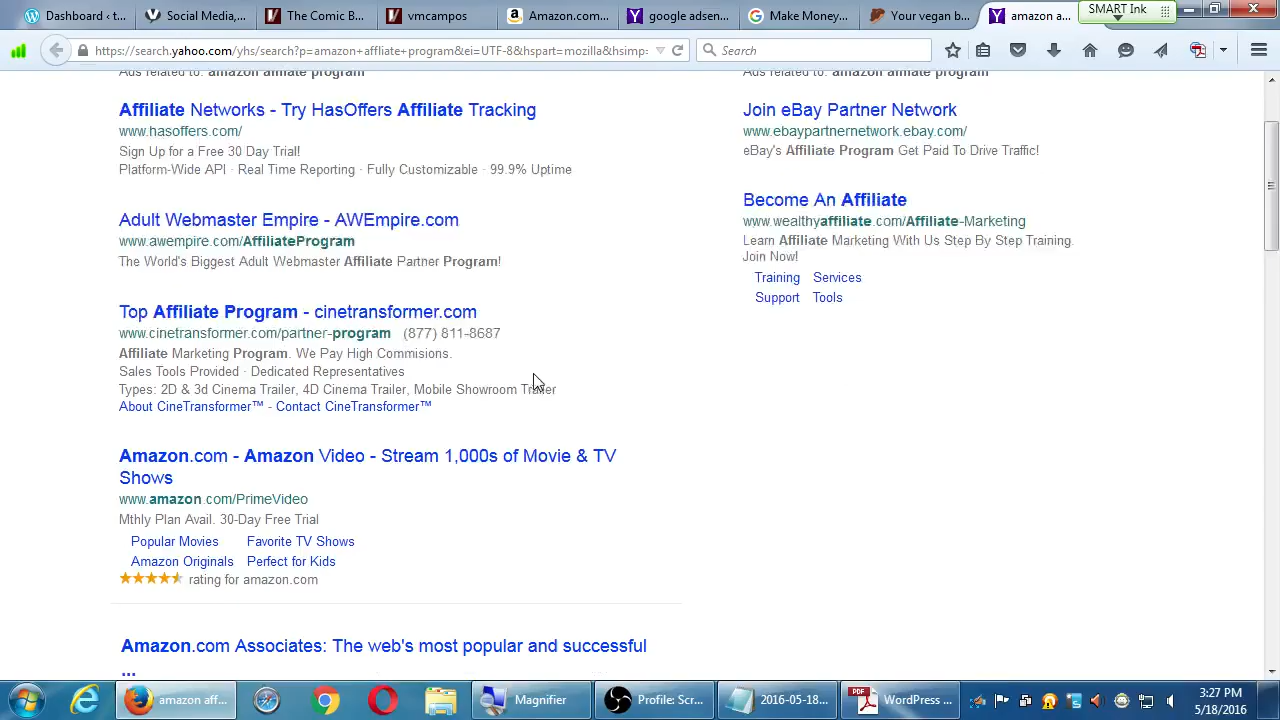 Dashboard ‹ t...
Social Media,...
The Comic B...
vmcampos
Amazon.com...
google adsen...
Make Money...
Your vegan b...
amazon a...
SMART Ink
https://search.yahoo.com/yhs/search?p=amazon+affliate+program&ei=UTF-8&hspart=mozilla&hsimp:
Search
Ads related to: amazon affliate program
Affiliate Networks - Try HasOffers Affiliate Tracking
www.hasoffers.com/
Sign Up for a Free 30 Day Trial!
Platform-Wide API · Real Time Reporting · Fully Customizable · 99.9% Uptime
Adult Webmaster Empire - AWEmpire.com
www.awempire.com/AffiliateProgram
The World's Biggest Adult Webmaster Affiliate Partner Program!
Top Affiliate Program - cinetransformer.com
www.cinetransformer.com/partner-program (877) 811-8687
Affiliate Marketing Program. We Pay High Commisions.
Sales Tools Provided · Dedicated Representatives
Types: 2D & 3d Cinema Trailer, 4D Cinema Trailer, Mobile Showroom Trailer
About CineTransformer™ - Contact CineTransformer™
Amazon.com - Amazon Video - Stream 1,000s of Movie & TV
Shows
www.amazon.com/PrimeVideo
Mthly Plan Avail. 30-Day Free Trial
Popular Movies Favorite TV Shows
Amazon Originals Perfect for Kids
rating for amazon.com
Amazon.com Associates: The web's most popular and successful
...
Ads related to: amazon affliate program
Join eBay Partner Network
www.ebaypartnernetwork.ebay.com/
eBay's Affiliate Program Get Paid To Drive Traffic!
Become An Affiliate
www.wealthyaffiliate.com/Affiliate-Marketing
Learn Affiliate Marketing With Us Step By Step Training.
Join Now!
Training Services
Support Tools
amazon aff...
Magnifier
Profile: Scr...
2016-05-18...
PDF
WordPress ...
3:27 PM
5/18/2016